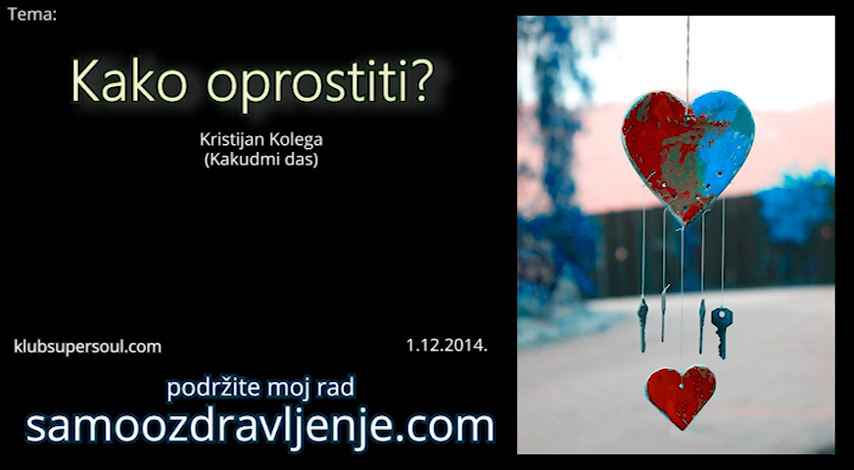 Tema:
Kako oprostiti?
Kristijan Kolega
(Kakudmi das)
klubsupersoul.com
1.12.2014.
podržite moj rad
samoozdravljenje.com